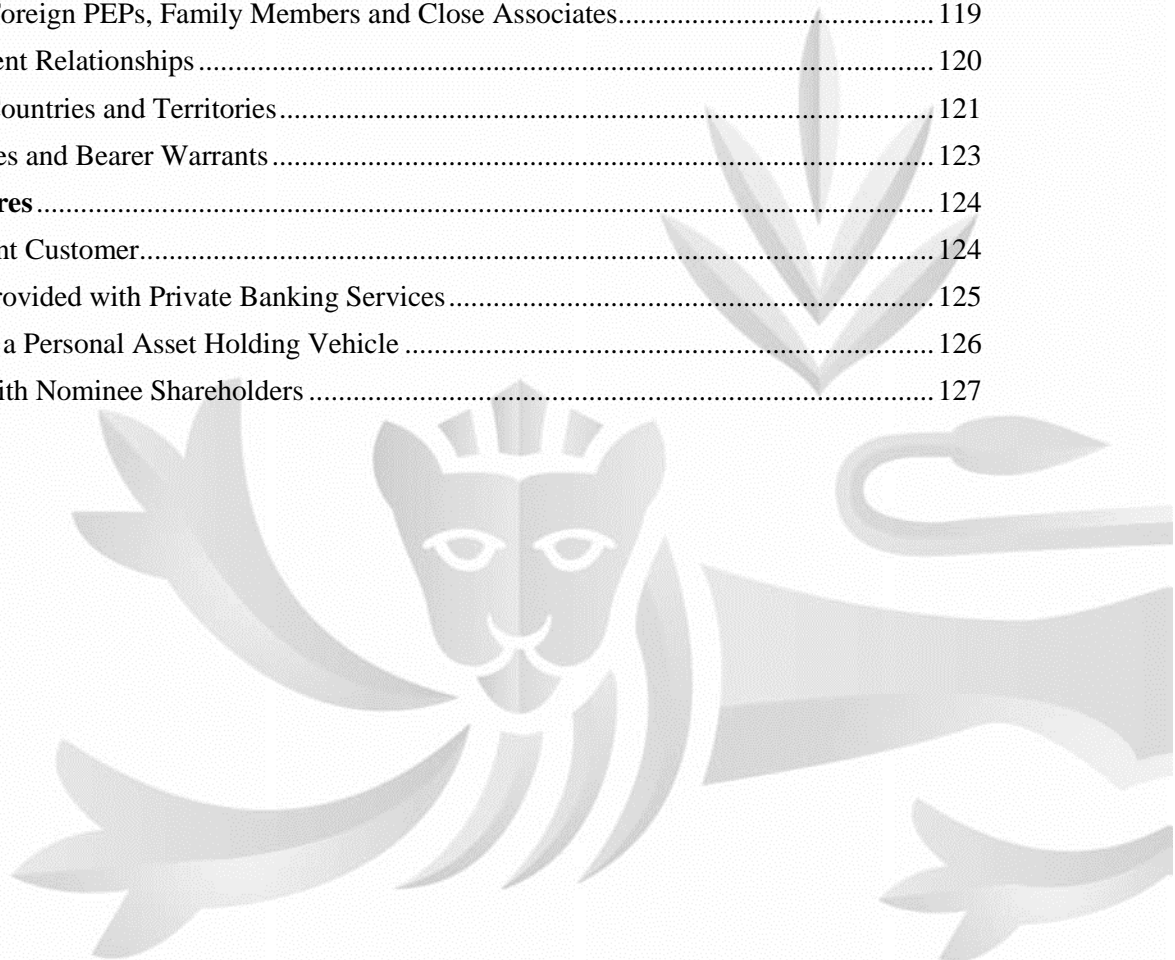 oreign PEPs, Family Members and Close Associates.......................................... 119
ent Relationships.................................................................................................... 120
ountries and Territories.......................................................................................... 121
es and Bearer Warrants.......................................................................................... 123
res........................................................................................................................... 124
nt Customer............................................................................................................ 124
rovided with Private Banking Services................................................................... 125
a Personal Asset Holding Vehicle.......................................................................... 126
ith Nominee Shareholders...................................................................................... 127